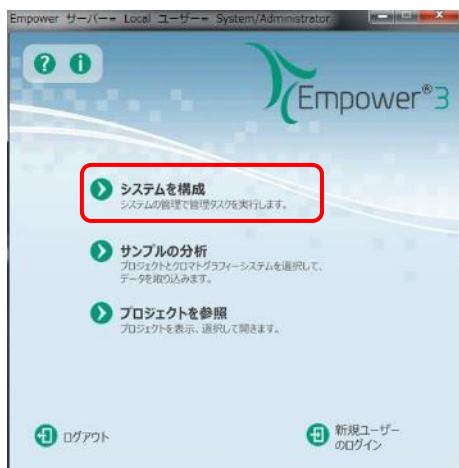 Empower サーバー= Local ユーザー= System/Administrator
? i
Empower®3
システムを構成
システムの管理で管理タスクを実行します。
サンプルの分析
プロジェクトとクロマトグラフィーシステムを選択して、
データを取り込みます。
プロジェクトを参照
プロジェクトを表示、選択して開きます。
ログアウト
新規ユーザー
のログイン